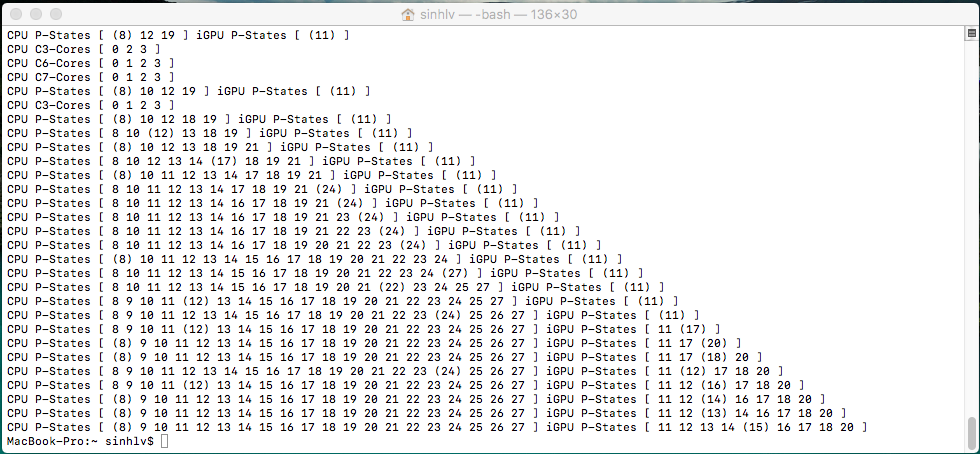 sinhlv — -bash — 136×30
CPU P-States [ (8) 12 19 ] iGPU P-States [ (11) ]
CPU C3-Cores [ 0 2 3 ]
CPU C6-Cores [ 0 1 2 3 ]
CPU C7-Cores [ 0 1 2 3 ]
CPU P-States [ (8) 10 12 19 ] iGPU P-States [ (11) ]
CPU C3-Cores [ 0 1 2 3 ]
CPU P-States [ (8) 10 12 18 19 ] iGPU P-States [ (11) ]
CPU P-States [ 8 10 (12) 13 18 19 ] iGPU P-States [ (11) ]
CPU P-States [ (8) 10 12 13 18 19 21 ] iGPU P-States [ (11) ]
CPU P-States [ 8 10 12 13 14 (17) 18 19 21 ] iGPU P-States [ (11) ]
CPU P-States [ (8) 10 11 12 13 14 17 18 19 21 ] iGPU P-States [ (11) ]
CPU P-States [ 8 10 11 12 13 14 17 18 19 21 (24) ] iGPU P-States [ (11) ]
CPU P-States [ 8 10 11 12 13 14 16 17 18 19 21 (24) ] iGPU P-States [ (11) ]
CPU P-States [ 8 10 11 12 13 14 16 17 18 19 21 23 (24) ] iGPU P-States [ (11) ]
CPU P-States [ 8 10 11 12 13 14 16 17 18 19 21 22 23 (24) ] iGPU P-States [ (11) ]
CPU P-States [ 8 10 11 12 13 14 16 17 18 19 20 21 22 23 (24) ] iGPU P-States [ (11) ]
CPU P-States [ (8) 10 11 12 13 14 15 16 17 18 19 20 21 22 23 24 ] iGPU P-States [ (11) ]
CPU P-States [ 8 10 11 12 13 14 15 16 17 18 19 20 21 22 23 24 (27) ] iGPU P-States [ (11) ]
CPU P-States [ 8 10 11 12 13 14 15 16 17 18 19 20 21 (22) 23 24 25 27 ] iGPU P-States [ (11) ]
CPU P-States [ 8 9 10 11 (12) 13 14 15 16 17 18 19 20 21 22 23 24 25 27 ] iGPU P-States [ (11) ]
CPU P-States [ 8 9 10 11 12 13 14 15 16 17 18 19 20 21 22 23 (24) 25 26 27 ] iGPU P-States [ (11) ]
CPU P-States [ 8 9 10 11 (12) 13 14 15 16 17 18 19 20 21 22 23 24 25 26 27 ] iGPU P-States [ 11 (17) ]
CPU P-States [ (8) 9 10 11 12 13 14 15 16 17 18 19 20 21 22 23 24 25 26 27 ] iGPU P-States [ 11 17 (20) ]
CPU P-States [ (8) 9 10 11 12 13 14 15 16 17 18 19 20 21 22 23 24 25 26 27 ] iGPU P-States [ 11 17 (18) 20 ]
CPU P-States [ 8 9 10 11 12 13 14 15 16 17 18 19 20 21 22 23 (24) 25 26 27 ] iGPU P-States [ 11 (12) 17 18 20 ]
CPU P-States [ 8 9 10 11 (12) 13 14 15 16 17 18 19 20 21 22 23 24 25 26 27 ] iGPU P-States [ 11 12 (16) 17 18 20 ]
CPU P-States [ (8) 9 10 11 12 13 14 15 16 17 18 19 20 21 22 23 24 25 26 27 ] iGPU P-States [ 11 12 (14) 16 17 18 20 ]
CPU P-States [ (8) 9 10 11 12 13 14 15 16 17 18 19 20 21 22 23 24 25 26 27 ] iGPU P-States [ 11 12 (13) 14 16 17 18 20 ]
CPU P-States [ (8) 9 10 11 12 13 14 15 16 17 18 19 20 21 22 23 24 25 26 27 ] iGPU P-States [ 11 12 13 14 (15) 16 17 18 20 ]
MacBook-Pro:~ sinhlv$